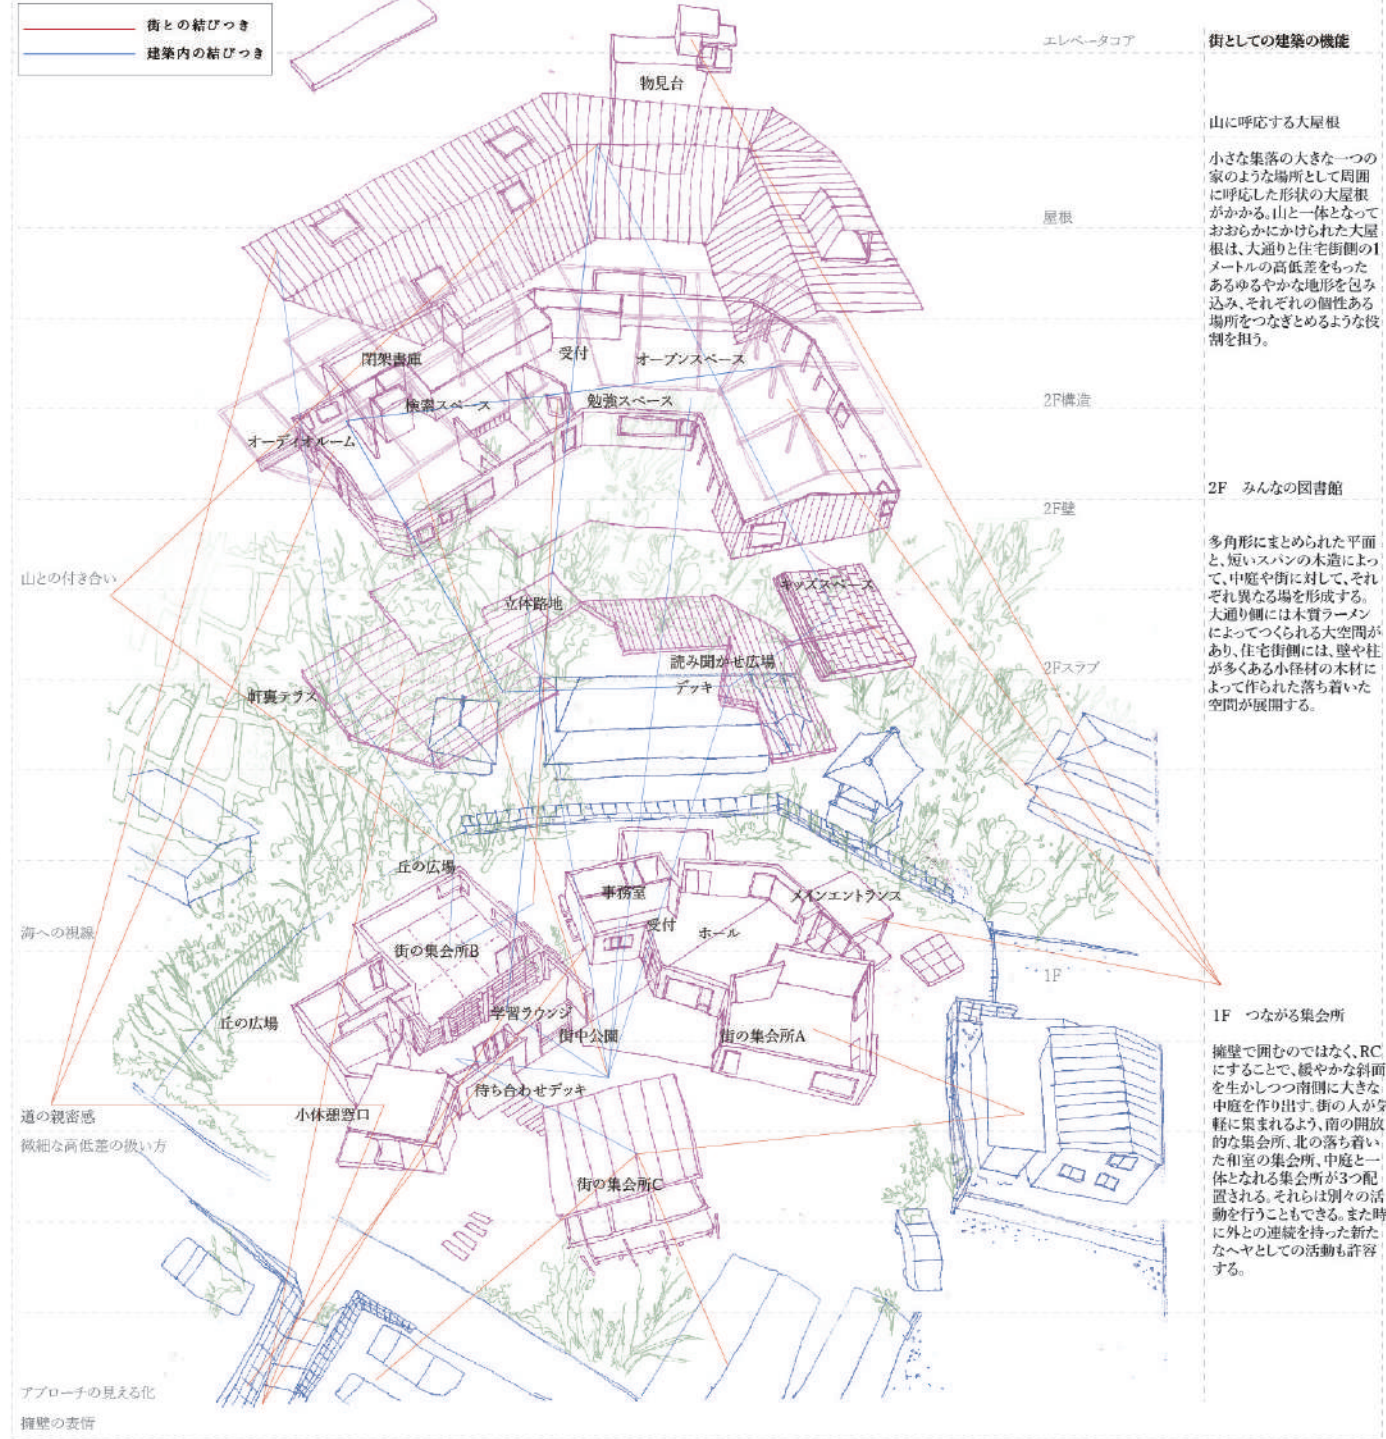 街との結びつき
建築内の結びつき
エレベータコア
街としての建築の機能
物見台
山に呼応する大屋根
小さな集落の大きな一つの
家のような場所として周囲
に呼応した形状の大屋根
がかかる。山と一体となって
おおらかにかけられた大屋
根は、大通りと住宅街側の1
メートルの高低差をもった
あるゆるやかな地形を包み
込み、それぞれの個性ある
場所をつなぎとめるような役
割を担う。
屋根
閉架書庫
受付
オープンスペース
検索スペース
勉強スペース
2F構造
オーディオルーム
2F みんなの図書館
2F壁
多角形にまとめられた平面
と、短いスパンの木造によっ
て、中庭や街に対して、それ
ぞれ異なる場を形成する。
大通り側には木質ラーメン
によってつくられる大空間が
あり、住宅街側には、壁や柱
が多くある小径材の木材に
よって作られた落ち着いた
空間が展開する。
山との付き合い
キッズスペース
立体路地
読み聞かせ広場
2Fスラブ
軒裏テラス
デッキ
丘の広場
事務室
メインエントランス
海への視線
受付
ホール
街の集会所B
1F
丘の広場
学習ラウンジ
街中公園
街の集会所A
1F つながる集会所
擁壁で囲むのではなく、RC
にすることで、緩やかな斜面
を生かしつつ南側に大きな
中庭を作り出す。街の人が気
軽に集まれるよう、南の開放
的な集会所、北の落ち着い
た和室の集会所、中庭と一
体となれる集会所が3つ配
置される。それらは別々の活
動を行うこともできる。また時
に外との連続を持った新た
なヘヤとしての活動も許容
する。
待ち合わせデッキ
道の親密感
小休憩窓口
微細な高低差の扱い方
街の集会所C
アプローチの見える化
擁壁の表情